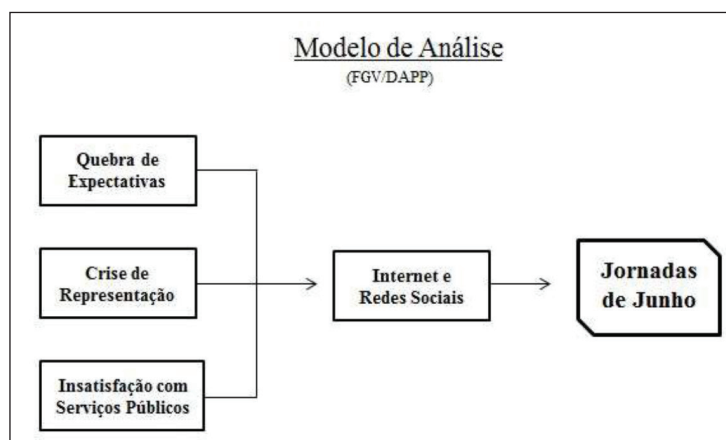 Modelo de Análise
(FGV/DAPP)
Quebra de
Expectativas
Crise de
Representação
Insatisfação com
Serviços Públicos
Internet e
Redes Sociais
Jornadas
de Junho